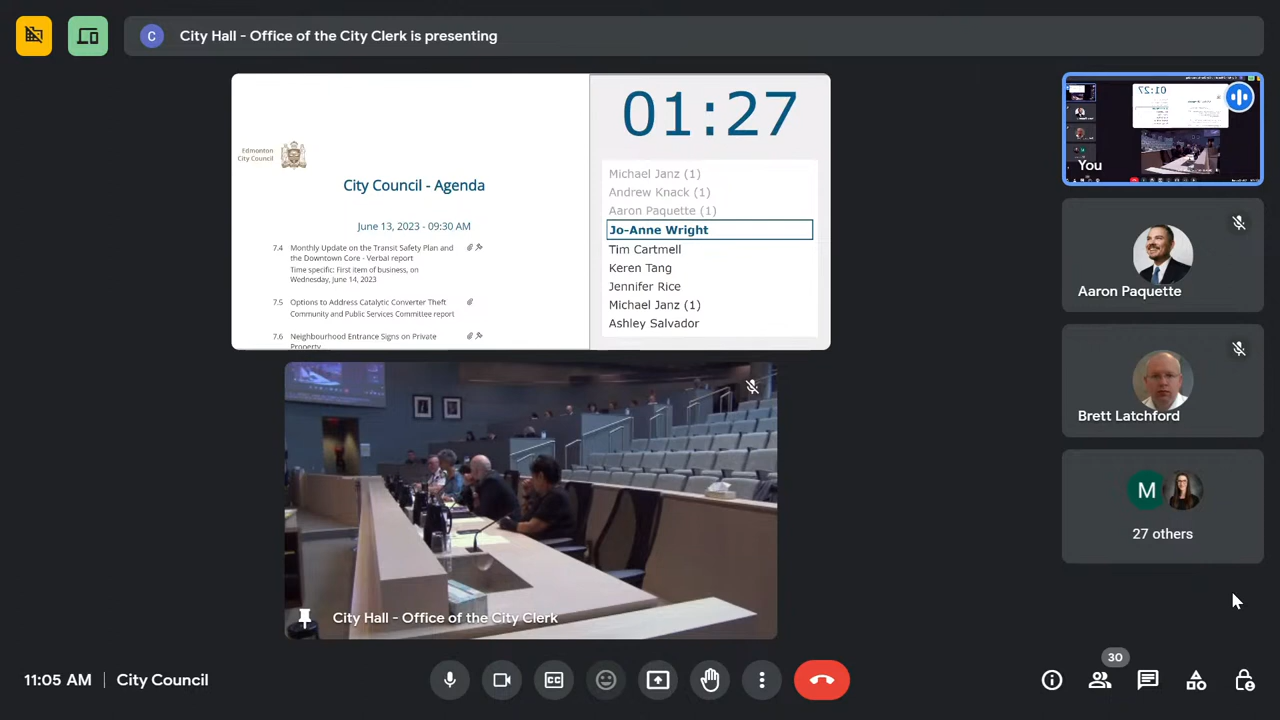 C
City Hall - Office of the City Clerk is presenting
Edmonton
City Council
City Council - Agenda
June 13, 2023 - 09:30 AM
7.4 Monthly Update on the Transit Safety Plan and
the Downtown Core - Verbal report
Time specific: First item of business, on
Wednesday, June 14, 2023
7.5 Options to Address Catalytic Converter Theft
Community and Public Services Committee report
7.6 Neighbourhood Entrance Signs on Private
Property
01:27
Michael Janz (1)
Andrew Knack (1)
Aaron Paquette (1)
Jo-Anne Wright
Tim Cartmell
Keren Tang
Jennifer Rice
Michael Janz (1)
Ashley Salvador
City Hall - Office of the City Clerk
01:27
You
Aaron Paquette
Brett Latchford
M
27 others
11:05 AM
City Council
CC
30